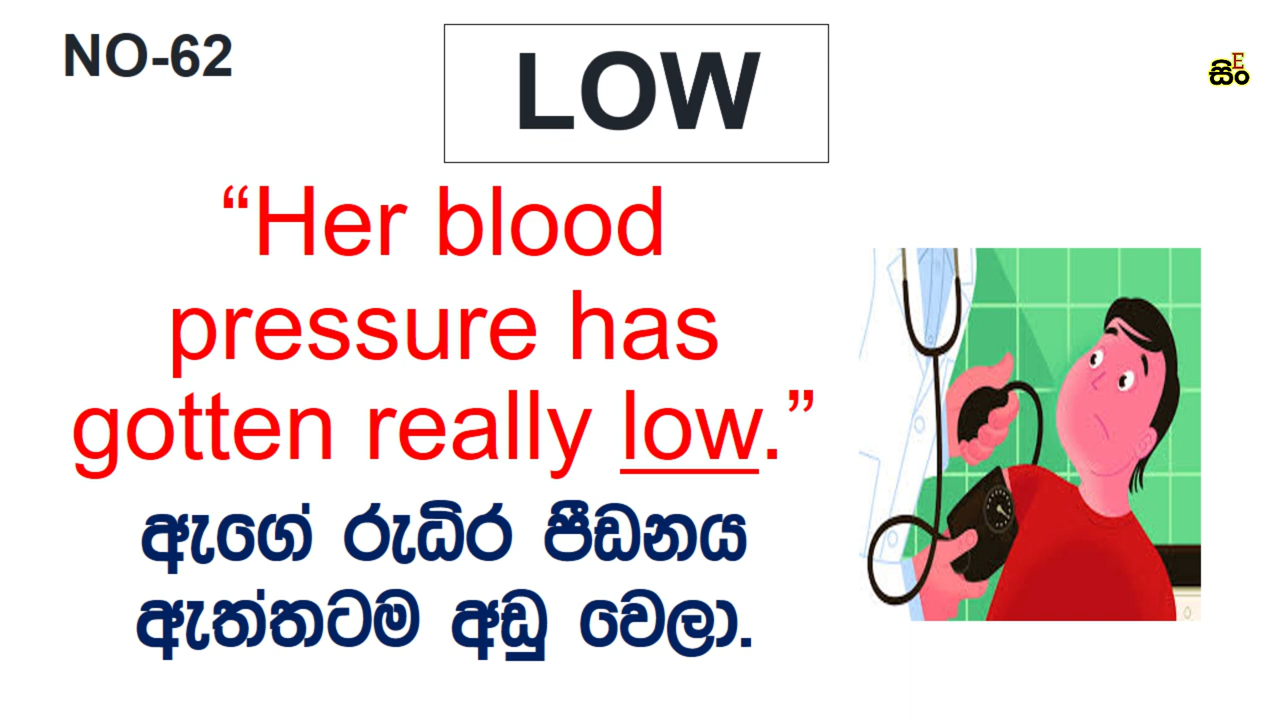 NO-62
LOW
සිංE
“Her blood
pressure has
gotten really low.”
ඇගේ රුධිර පීඩනය
ඇත්තටම අඩු වෙලා.